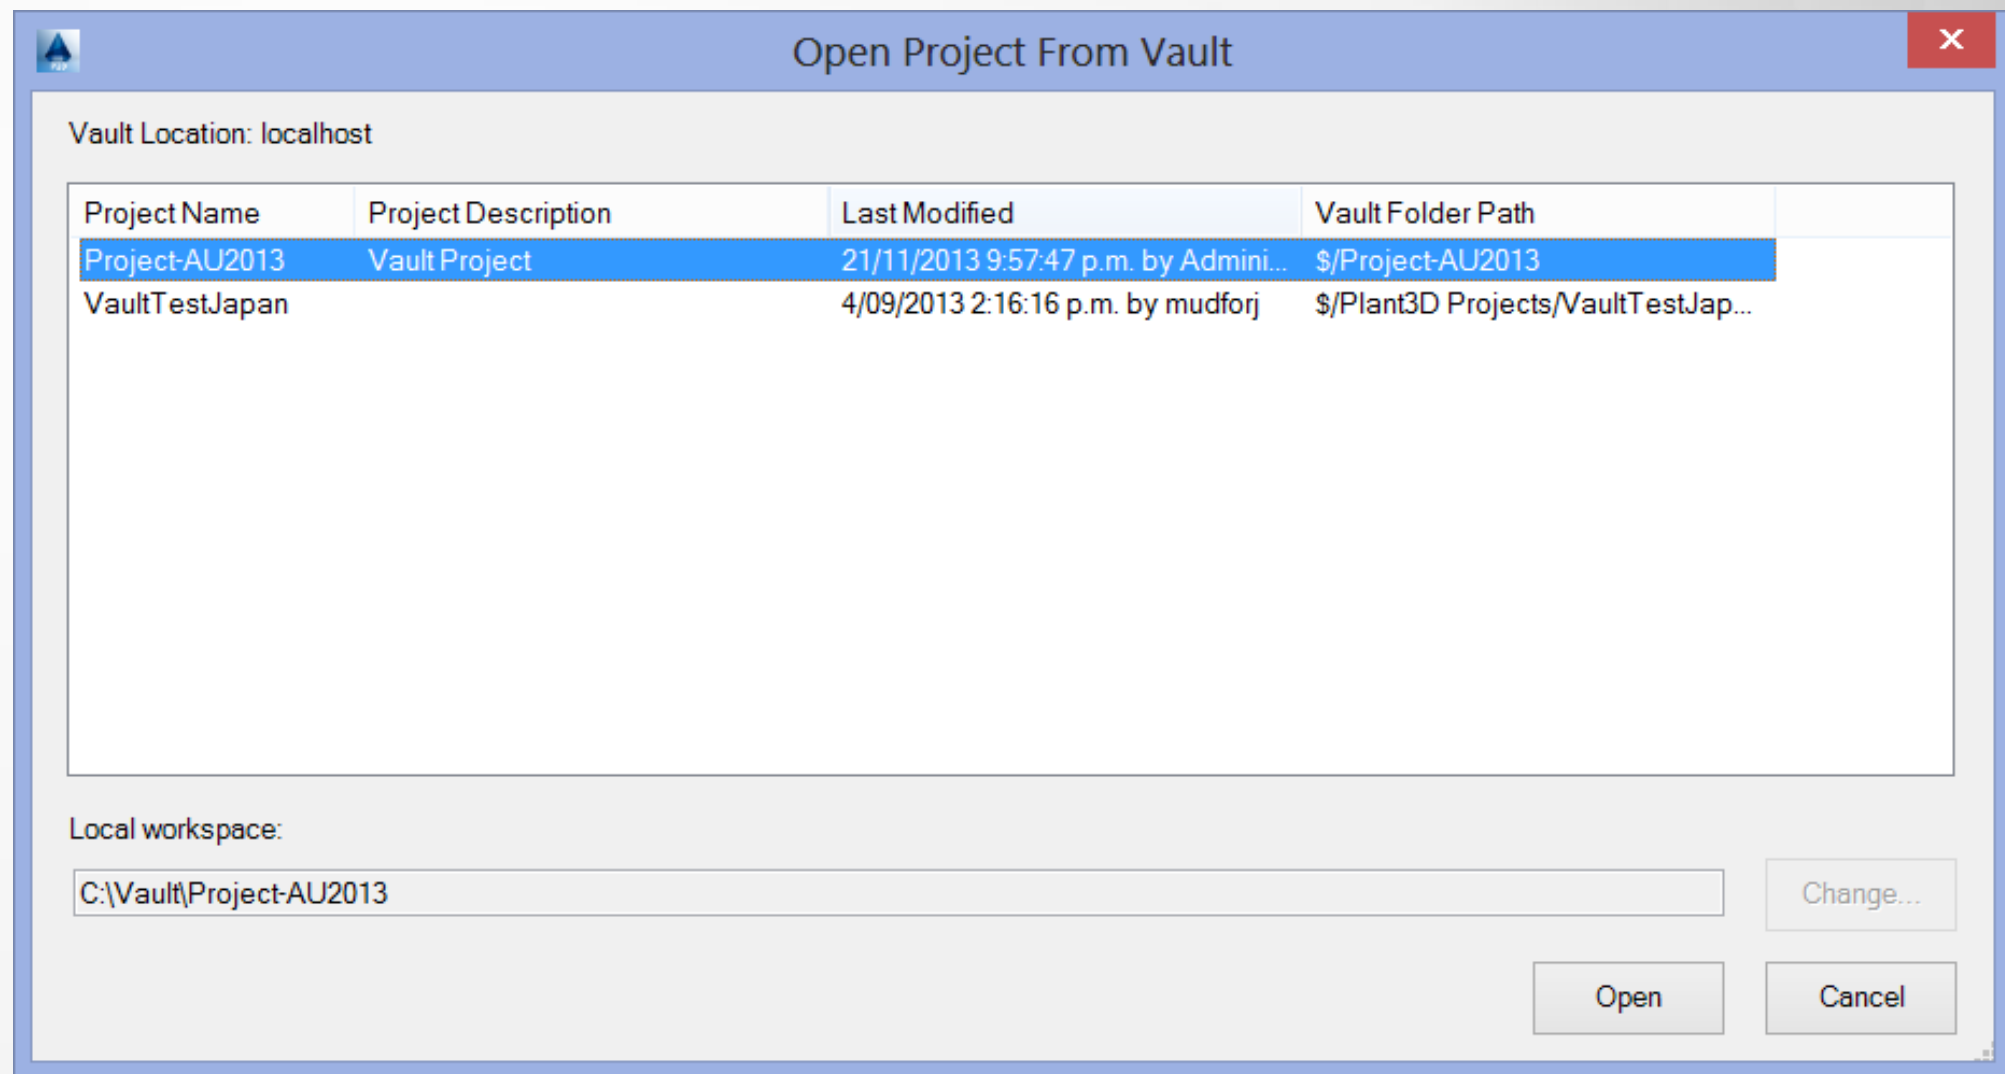 Open Project From Vault
Vault Location: localhost
Project Name Project Description Last Modified Vault Folder Path
Project-AU2013 Vault Project 21/11/2013 9:57:47 p.m. by Admini... $/Project-AU2013
VaultTestJapan 4/09/2013 2:16:16 p.m. by mudforj $/Plant3D Projects/VaultTestJap...
Local workspace:
C:\Vault\Project-AU2013 Change...
Open Cancel